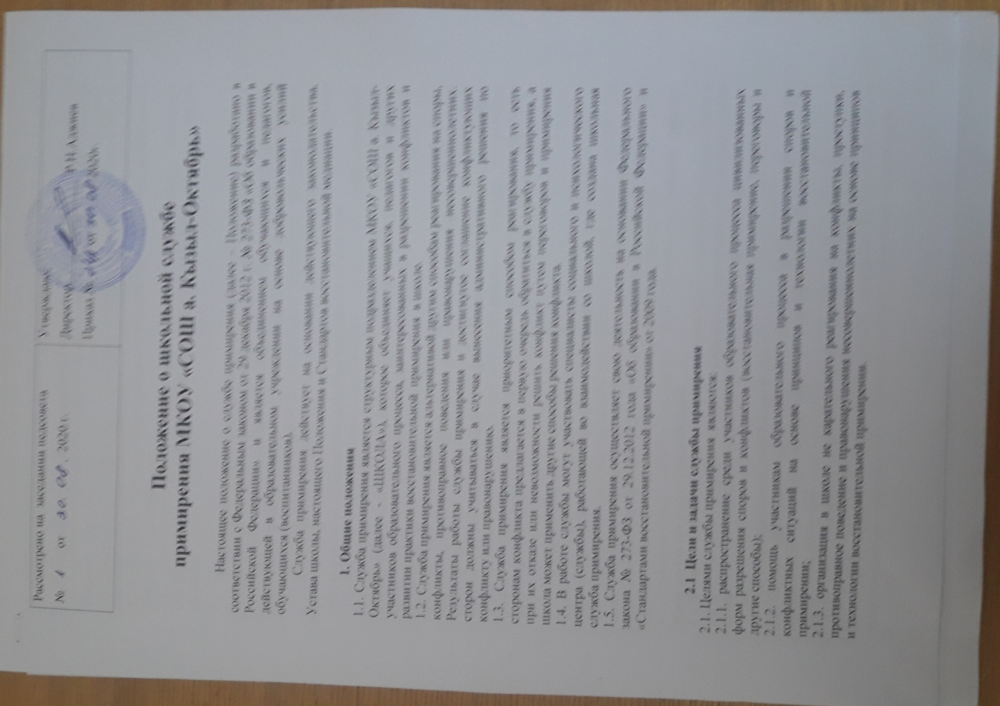 Рассмотрено на заседании педсовета
№ 1 от 30. 08. 2020 г.
Утверждаю
Директор
Приказ № от 2020г.
Положение о школьной службе
примирения МКОУ «СОШ а. Кызыл-Октябрь»
Настоящее положение о службе примирения (далее – Положение) разработано в
соответствии с Федеральным законом от 29 декабря 2012 г. № 273-ФЗ «Об образовании в
Российской Федерации» и является объединением обучающихся и педагогов,
действующей в образовательном учреждении на основе добровольческих усилий
обучающихся (воспитанников).
Служба примирения действует на основании действующего законодательства,
Устава школы, настоящего Положения и Стандартов восстановительной медиации.
1. Общие положения
1.1. Служба примирения является структурным подразделением МКОУ «СОШ а. Кызыл-
Октябрь» (далее - «ШКОЛА»), которое объединяет учащихся, педагогов и других
участников образовательного процесса, заинтересованных в разрешении конфликтов и
развитии практики восстановительной примирения в школе.
1.2. Служба примирения является альтернативой другим способам реагирования на споры,
конфликты, противоправное поведения или правонарушения несовершеннолетних.
Результаты работы службы примирения и достигнутое соглашение конфликтующих
сторон должны учитываться в случае вынесения административного решения по
конфликту или правонарушению.
1.3. Служба примирения является приоритетным способом реагирования, то есть
сторонам конфликта предлагается в первую очередь обратиться в службу примирения, а
при их отказе или невозможности решить конфликт путем переговоров и примирения
школа может применить другие способы решения конфликта.
1.4. В работе службы могут участвовать специалисты социального и психологического
центра (службы), работающей во взаимодействии со школой, где создана школьная
служба примирения.
1.5. Служба примирения осуществляет свою деятельность на основании Федерального
закона № 273-ФЗ от 29.12.2012 года «Об образовании в Российской Федерации» и
«Стандартами восстановительной примирению» от 2009 года.
2.1 Цели и задачи службы примирения
2.1. Целями службы примирения являются:
2.1.1. распространение среди участников образовательного процесса цивилизованных
форм разрешения споров и конфликтов (восстановительная примирение, переговоры и
другие способы);
2.1.2. помощь участникам образовательного процесса в разрешении споров и
конфликтных ситуаций на основе принципов и технологии восстановительной
примирении;
2.1.3. организация в школе не карательного реагирования на конфликты, проступки,
противоправное поведение и правонарушения несовершеннолетних на основе принципов
и технологии восстановительной примирения.